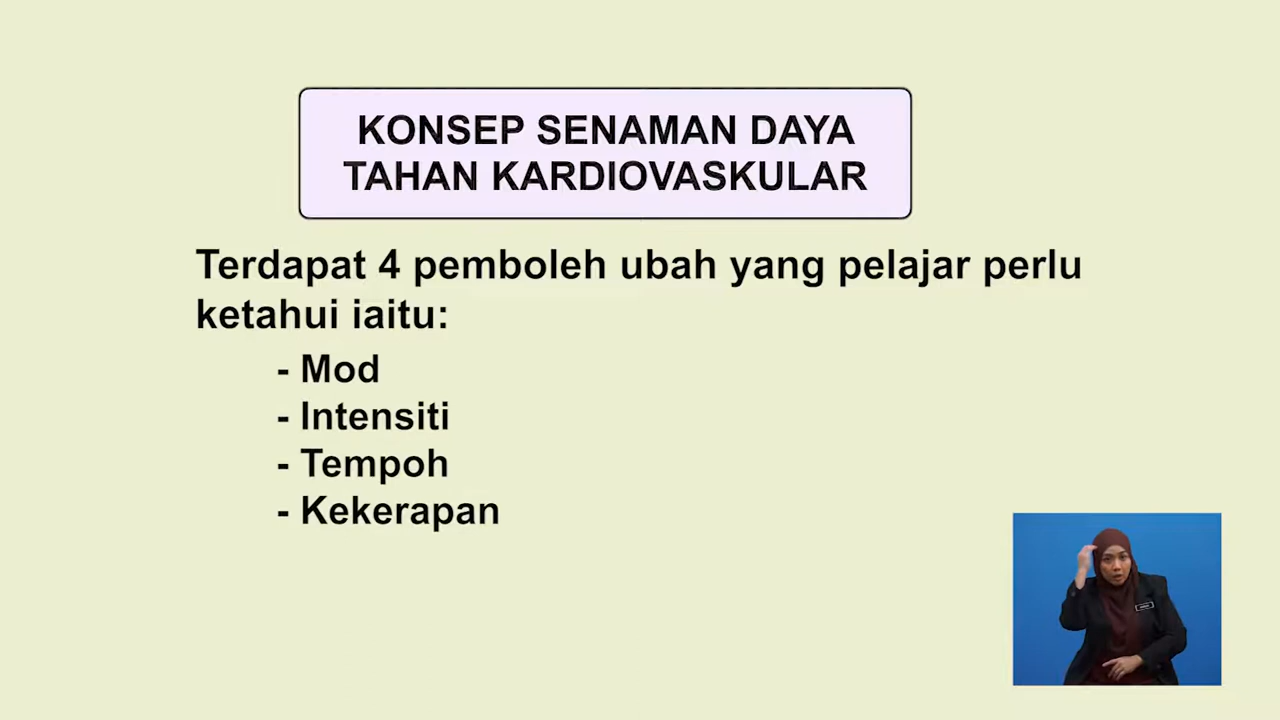 KONSEP SENAMAN DAYA
TAHAN KARDIOVASKULAR
Terdapat 4 pemboleh ubah yang pelajar perlu
ketahui iaitu:
- Mod
- Intensiti
- Tempoh
- Kekerapan